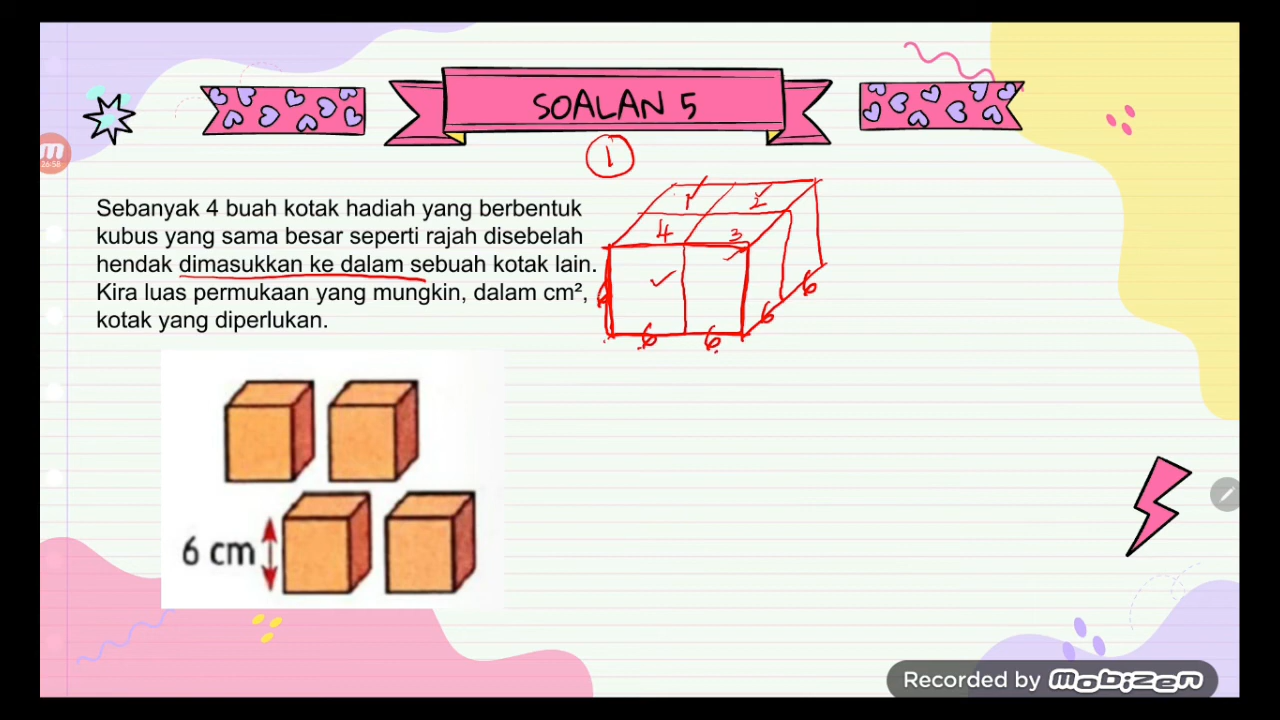 SOALAN 5
1
Sebanyak 4 buah kotak hadiah yang berbentuk
kubus yang sama besar seperti rajah disebelah
hendak dimasukkan ke dalam sebuah kotak lain.
Kira luas permukaan yang mungkin, dalam cm²,
kotak yang diperlukan.
1 2
4 3
6 6 6 6
6 cm
m
26:58
Recorded by mobizen